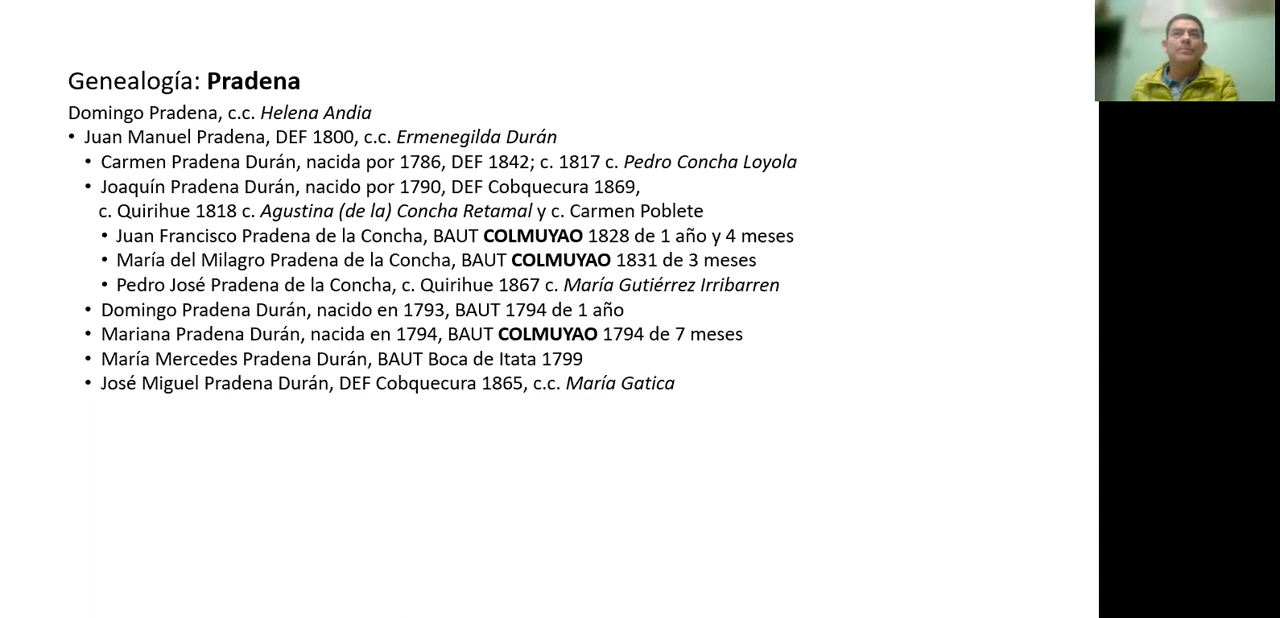 Genealogía: Pradena
Domingo Pradena, c.c. Helena Andia
• Juan Manuel Pradena, DEF 1800, c.c. Ermenegilda Durán
• Carmen Pradena Durán, nacida por 1786, DEF 1842; c. 1817 c. Pedro Concha Loyola
• Joaquín Pradena Durán, nacido por 1790, DEF Cobquecura 1869,
c. Quirihue 1818 c. Agustina (de la) Concha Retamal y c. Carmen Poblete
• Juan Francisco Pradena de la Concha, BAUT COLMUYAO 1828 de 1 año y 4 meses
• María del Milagro Pradena de la Concha, BAUT COLMUYAO 1831 de 3 meses
• Pedro José Pradena de la Concha, c. Quirihue 1867 c. María Gutiérrez Irribarren
• Domingo Pradena Durán, nacido en 1793, BAUT 1794 de 1 año
• Mariana Pradena Durán, nacida en 1794, BAUT COLMUYAO 1794 de 7 meses
• María Mercedes Pradena Durán, BAUT Boca de Itata 1799
• José Miguel Pradena Durán, DEF Cobquecura 1865, c.c. María Gatica